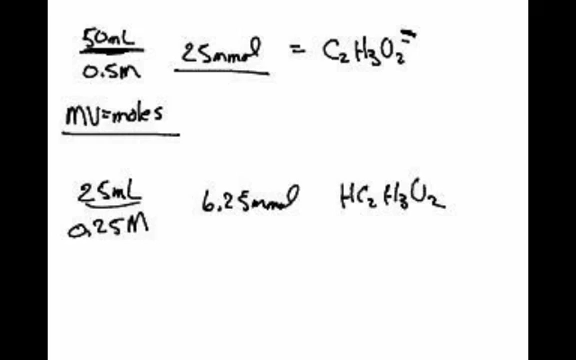 50mL 25mmol = C₂H₃O₂⁻
0.5M
MV=moles
25mL 6.25mmol HC₂H₃O₂
0.25M